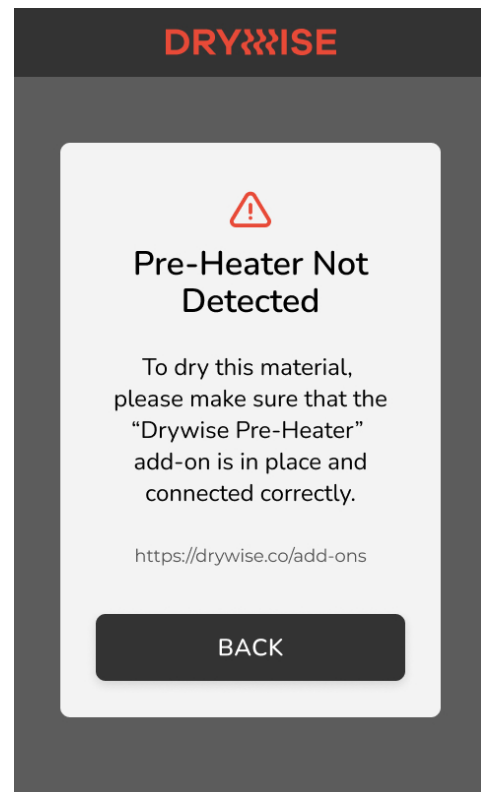 DRYWISE
Pre-Heater Not
Detected
To dry this material,
please make sure that the
“Drywise Pre-Heater”
add-on is in place and
connected correctly.
https://drywise.co/add-ons
BACK